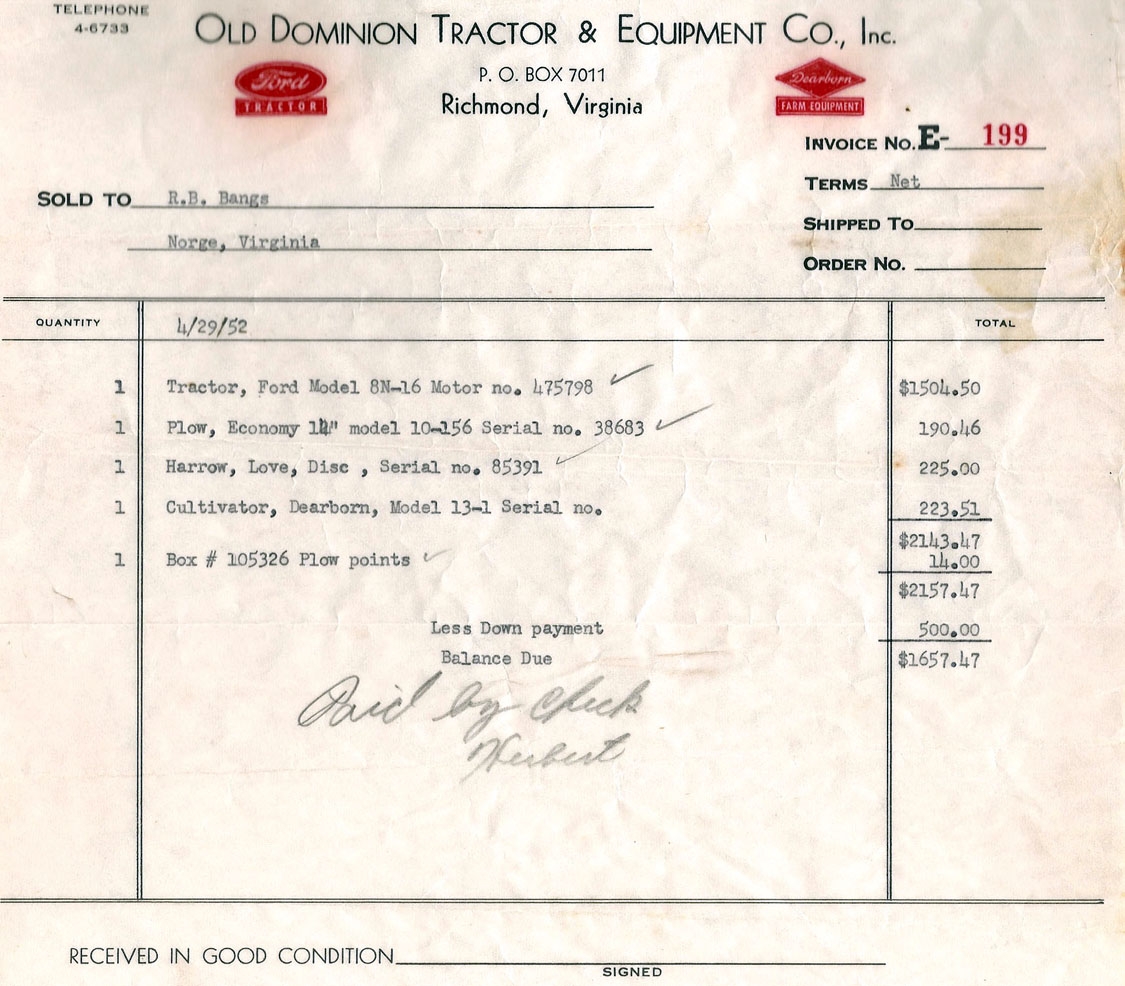 TELEPHONE
4-6733
OLD DOMINION TRACTOR & EQUIPMENT CO., INC.
P. O. BOX 7011
Richmond, Virginia
Ford
TRACTOR
Dearborn
FARM EQUIPMENT
INVOICE NO. E- 199
TERMS Net
SHIPPED TO
ORDER NO.
SOLD TO R.B. Bangs
Norge, Virginia
QUANTITY 4/29/52 TOTAL
1 Tractor, Ford Model 8N-16 Motor no. 475798 $1504.50
1 Plow, Economy 14" model 10-156 Serial no. 38683 190.46
1 Harrow, Love, Disc , Serial no. 85391 225.00
1 Cultivator, Dearborn, Model 13-1 Serial no. 223.51
$2143.47
1 Box # 105326 Plow points 14.00
$2157.47
Less Down payment 500.00
Balance Due $1657.47
Paid by check
Herbert
RECEIVED IN GOOD CONDITION
SIGNED